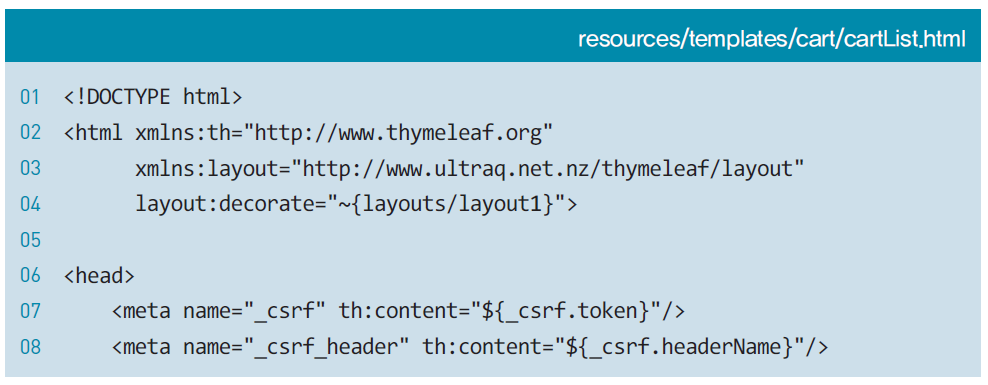 resources/templates/cart/cartList.html
01 <!DOCTYPE html>
02 <html xmlns:th="http://www.thymeleaf.org"
03       xmlns:layout="http://www.ultraq.net.nz/thymeleaf/layout"
04       layout:decorate="~{layouts/layout1}">
05
06 <head>
07     <meta name="_csrf" th:content="${_csrf.token}"/>
08     <meta name="_csrf_header" th:content="${_csrf.headerName}"/>